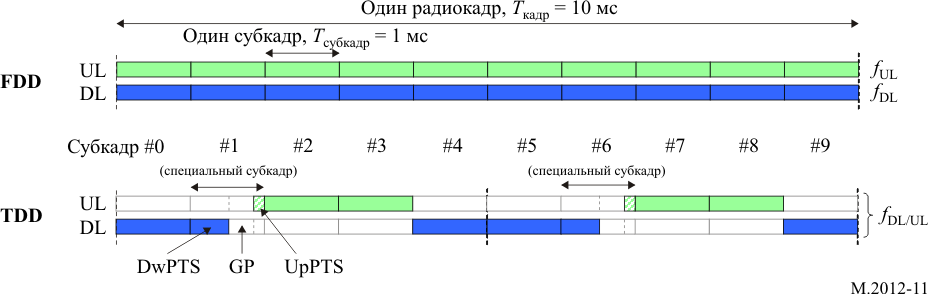 Один радиокадр, Tкадр = 10 мс
Один субкадр, Tсубкадр = 1 мс
FDD
UL
fUL
DL
fDL
Субкадр #0 #1 #2 #3 #4 #5 #6 #7 #8 #9
(специальный субкадр) (специальный субкадр)
TDD
UL
DL
fDL/UL
DwPTS GP UpPTS
M.2012-11